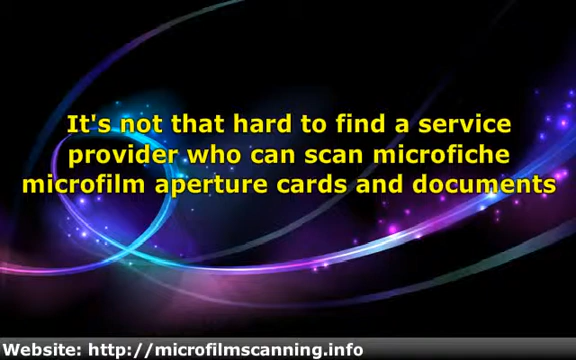 It's not that hard to find a service
provider who can scan microfiche
microfilm aperture cards and documents
Website: http://microfilmscanning.info